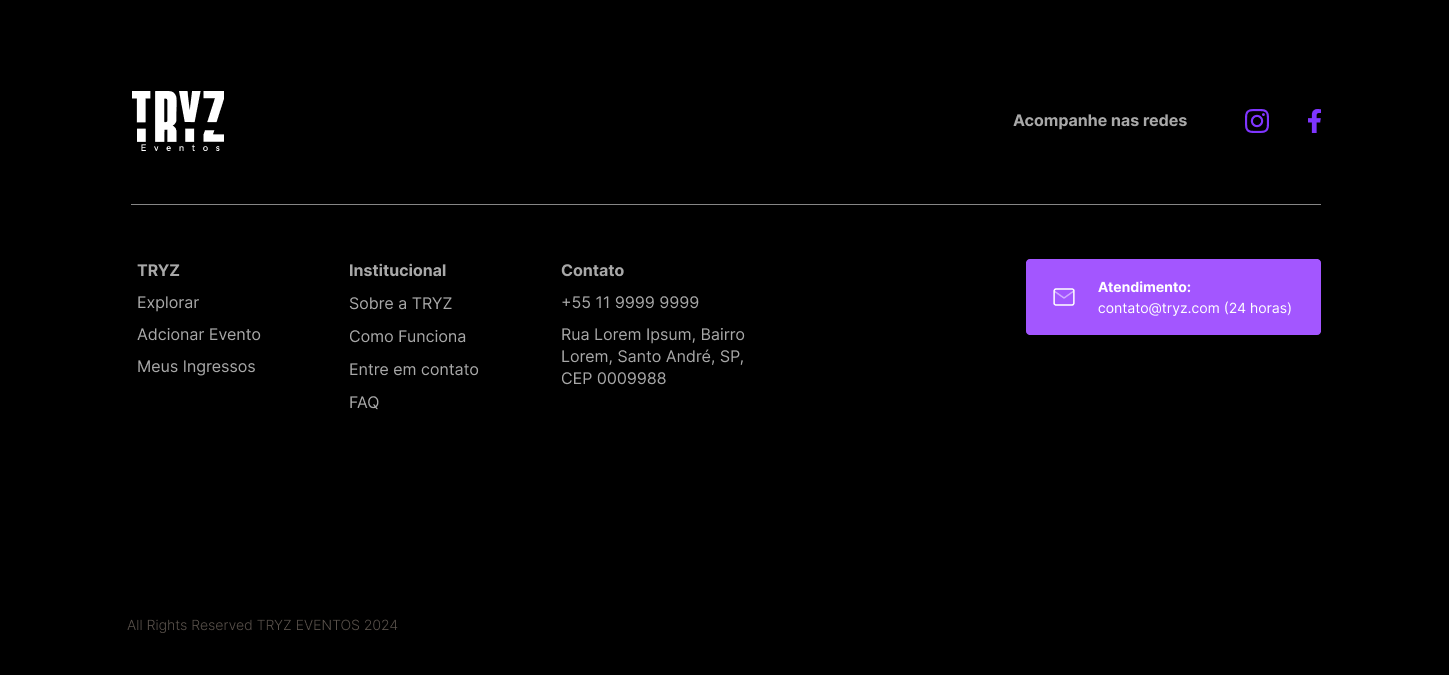 TRYZ
Eventos
Acompanhe nas redes
TRYZ
Explorar
Adcionar Evento
Meus Ingressos
Institucional
Sobre a TRYZ
Como Funciona
Entre em contato
FAQ
Contato
+55 11 9999 9999
Rua Lorem Ipsum, Bairro
Lorem, Santo André, SP,
CEP 0009988
Atendimento:
contato@tryz.com (24 horas)
All Rights Reserved TRYZ EVENTOS 2024